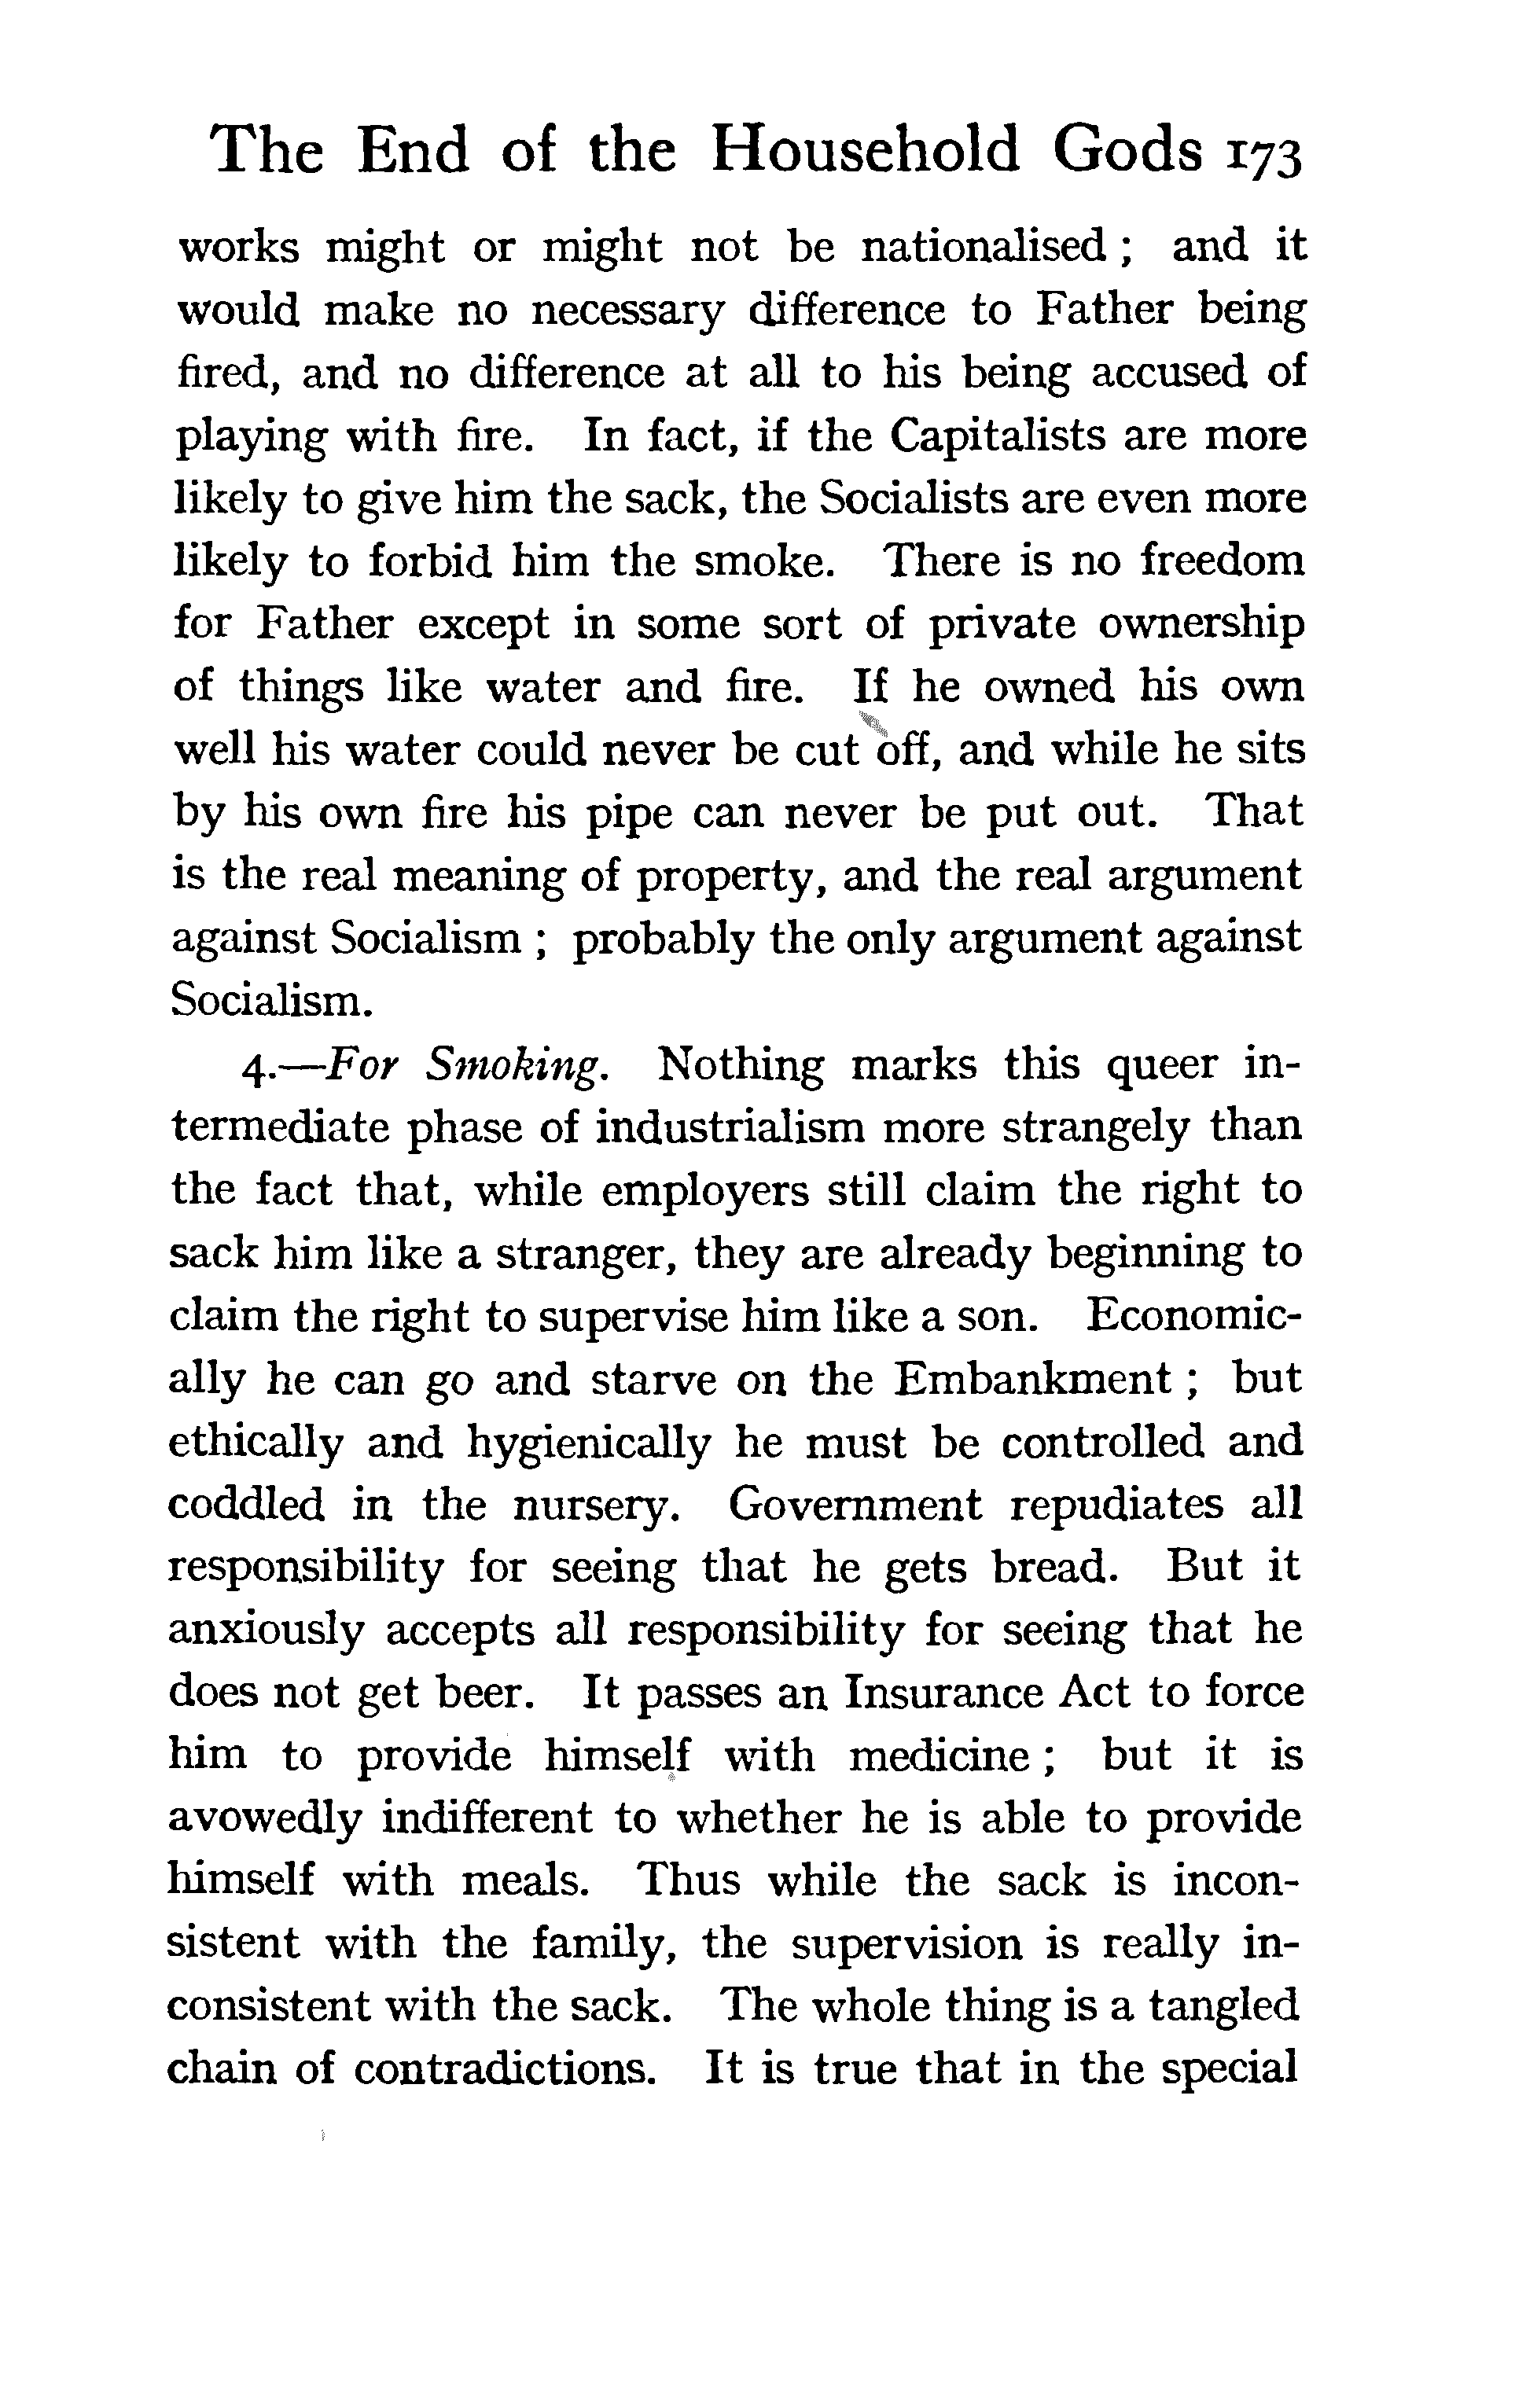 The End of the Household Gods 173
works might or might not be nationalised ; and it
would make no necessary difference to Father being
fired, and no difference at all to his being accused of
playing with fire. In fact, if the Capitalists are more
likely to give him the sack, the Socialists are even more
likely to forbid him the smoke. There is no freedom
for Father except in some sort of private ownership
of things like water and fire. If he owned his own
well his water could never be cut off, and while he sits
by his own fire his pipe can never be put out. That
is the real meaning of property, and the real argument
against Socialism ; probably the only argument against
Socialism.
4.—For Smoking. Nothing marks this queer in-
termediate phase of industrialism more strangely than
the fact that, while employers still claim the right to
sack him like a stranger, they are already beginning to
claim the right to supervise him like a son. Economic-
ally he can go and starve on the Embankment ; but
ethically and hygienically he must be controlled and
coddled in the nursery. Government repudiates all
responsibility for seeing that he gets bread. But it
anxiously accepts all responsibility for seeing that he
does not get beer. It passes an Insurance Act to force
him to provide himself with medicine ; but it is
avowedly indifferent to whether he is able to provide
himself with meals. Thus while the sack is incon-
sistent with the family, the supervision is really in-
consistent with the sack. The whole thing is a tangled
chain of contradictions. It is true that in the special